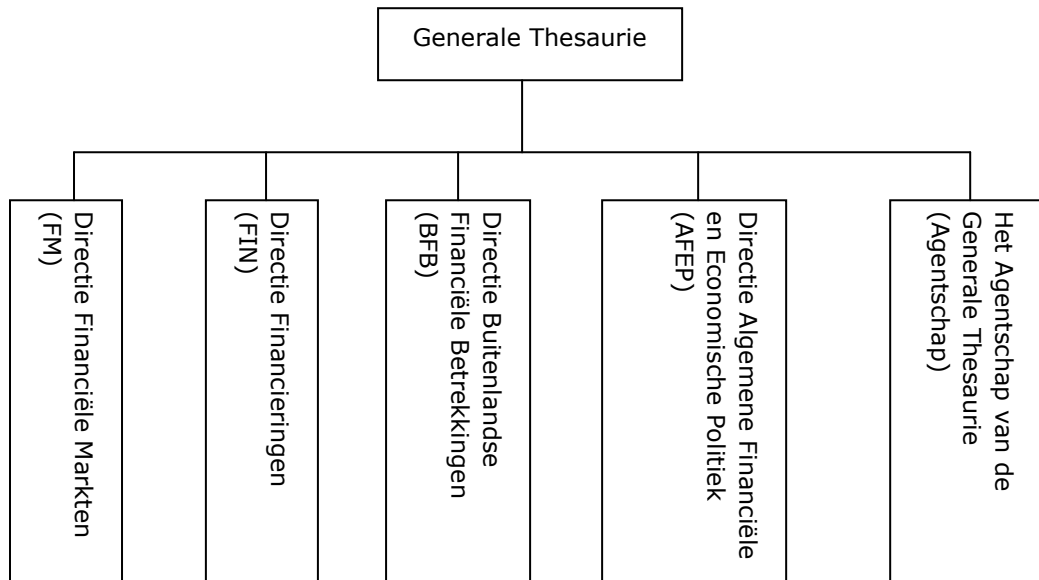 Generale Thesaurie
Directie Financiële Markten
(FM)
Directie Financieringen
(FIN)
Directie Buitenlandse
Financiële Betrekkingen
(BFB)
Directie Algemene Financiële
en Economische Politiek
(AFEP)
Het Agentschap van de
Generale Thesaurie
(Agentschap)